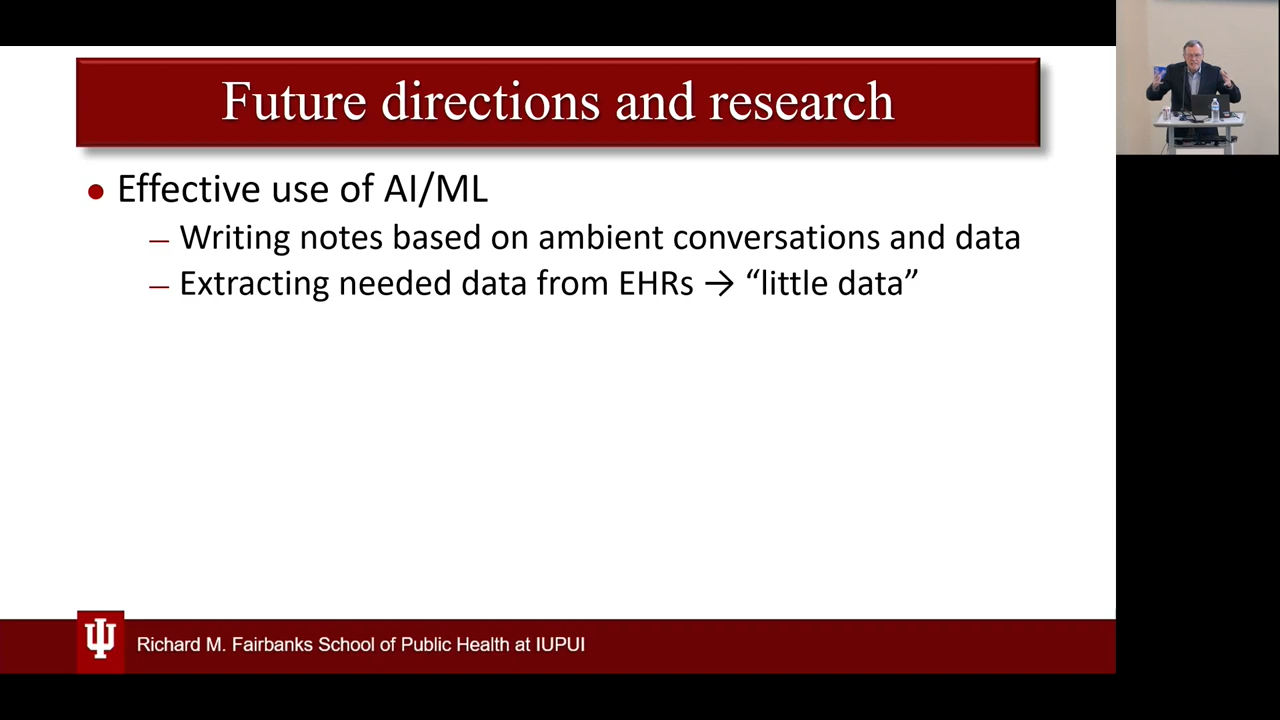 Future directions and research
● Effective use of AI/ML
– Writing notes based on ambient conversations and data
– Extracting needed data from EHRs → “little data”
Richard M. Fairbanks School of Public Health at IUPUI